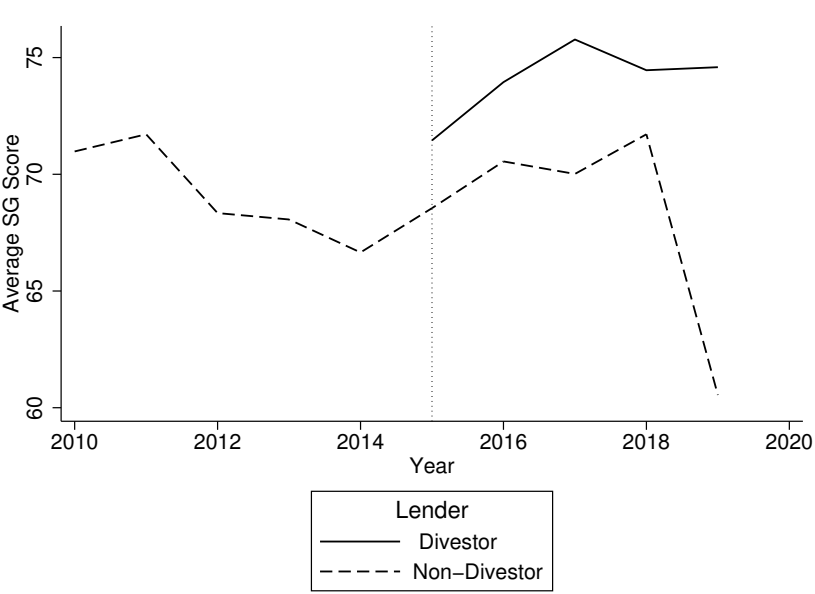 75
70
65
60
Average SG Score
2010 2012 2014 2016 2018 2020
Year
Lender
Divestor
Non−Divestor